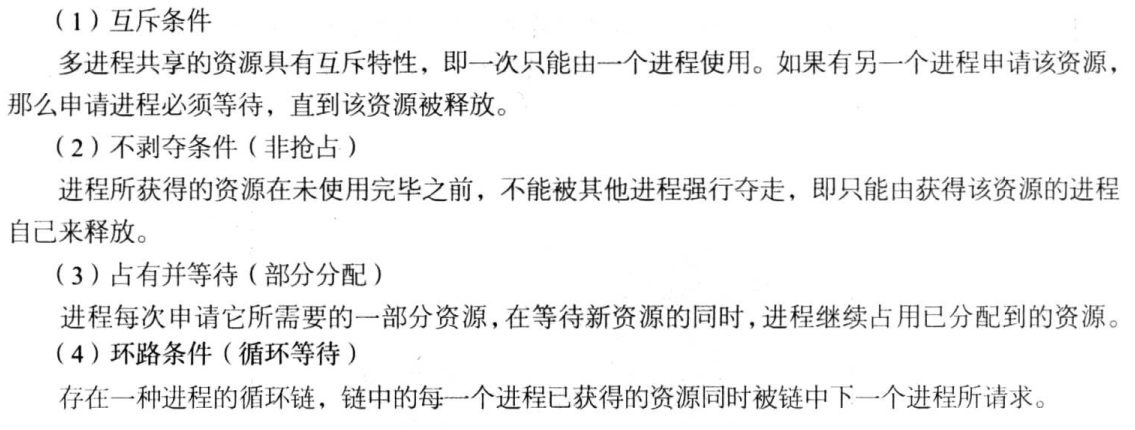 （1）互斥条件
多进程共享的资源具有互斥特性，即一次只能由一个进程使用。如果有另一个进程申请该资源，
那么申请进程必须等待，直到该资源被释放。
（2）不剥夺条件（非抢占）
进程所获得的资源在未使用完毕之前，不能被其他进程强行夺走，即只能由获得该资源的进程
自己来释放。
（3）占有并等待（部分分配）
进程每次申请它所需要的一部分资源，在等待新资源的同时，进程继续占用已分配到的资源。
（4）环路条件（循环等待）
存在一种进程的循环链，链中的每一个进程已获得的资源同时被链中下一个进程所请求。